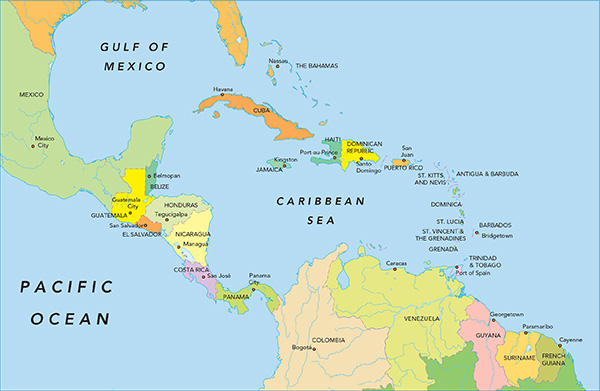 GULF OF
MEXICO
Nassau
THE BAHAMAS
Havana
CUBA
MEXICO
Mexico
City
HAITI
DOMINICAN
REPUBLIC
Port-au-Prince
Santo
Domingo
San
Juan
PUERTO RICO
Kingston
JAMAICA
Belmopan
BELIZE
ST. KITTS
AND NEVIS
ANTIGUA & BARBUDA
Guatemala
City
GUATEMALA
HONDURAS
Tegucigalpa
San Salvador
EL SALVADOR
NICARAGUA
Managua
CARIBBEAN
SEA
DOMINICA
ST. LUCIA
ST. VINCENT &
THE GRENADINES
BARBADOS
Bridgetown
GRENADA
TRINIDAD
& TOBAGO
Port of Spain
COSTA RICA
San José
Panama
City
PANAMA
Caracas
PACIFIC
OCEAN
VENEZUELA
Georgetown
GUYANA
Paramaribo
SURINAME
Cayenne
FRENCH
GUIANA
COLOMBIA
Bogotá